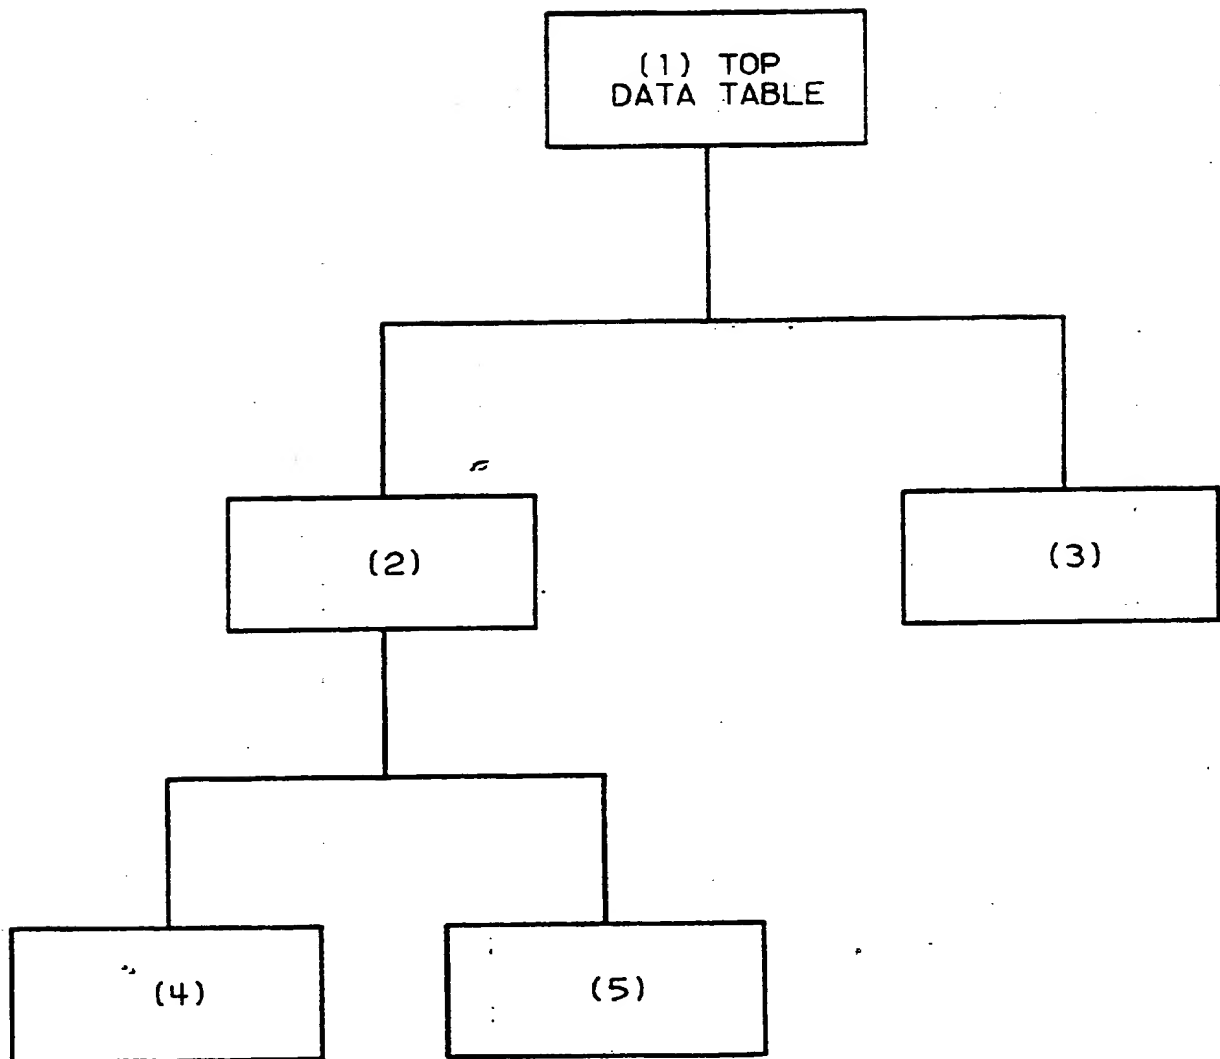 (1) TOP
DATA TABLE
(2)
(3)
(4)
(5)